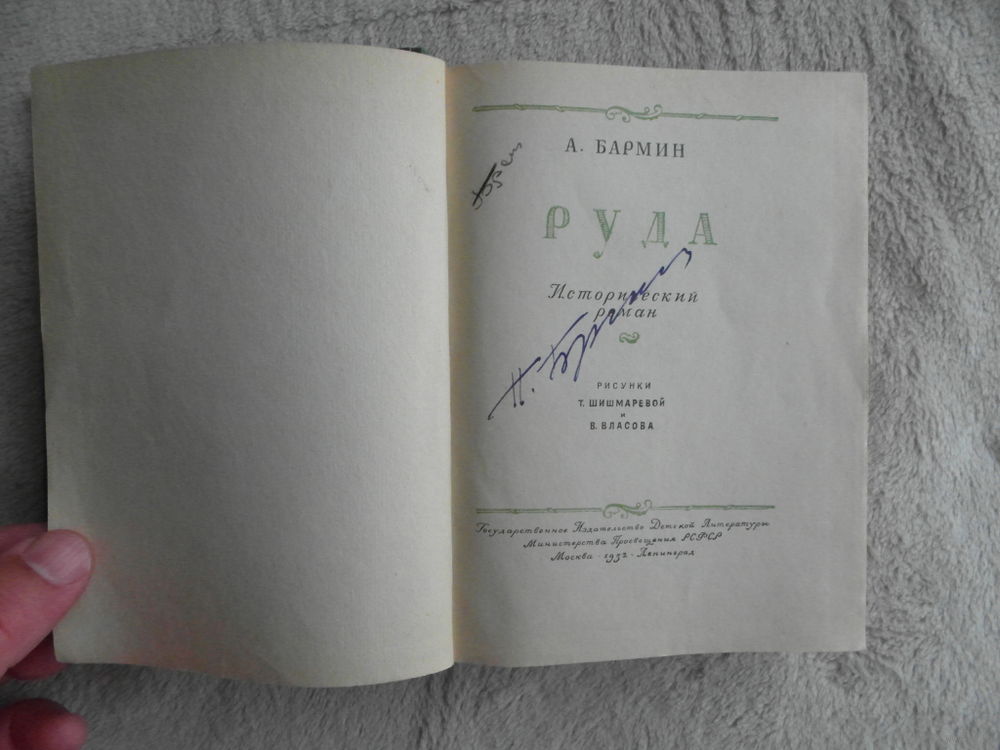 А. БАРМИН
РУДА
Исторический
роман
РИСУНКИ
Т. ШИШМАРЕВОЙ
и
В. ВЛАСОВА
Государственное Издательство Детской Литературы
Министерства Просвещения РСФСР
Москва · 1952 · Ленинград